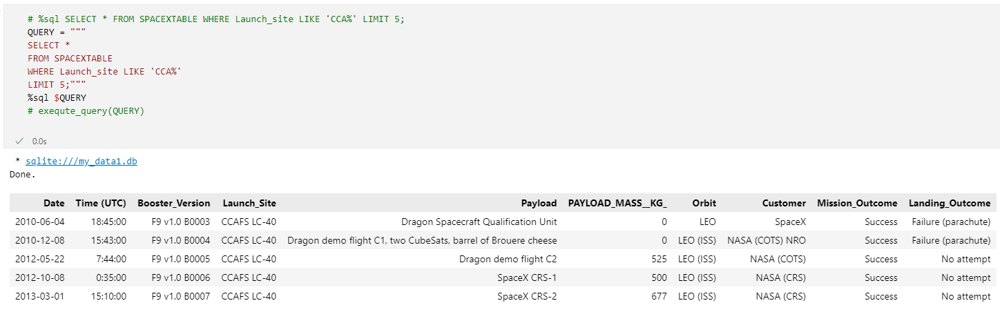 # %sql SELECT * FROM SPACEXTABLE WHERE Launch_site LIKE 'CCA%' LIMIT 5;
QUERY = """
SELECT *
FROM SPACEXTABLE
WHERE Launch_site LIKE 'CCA%'
LIMIT 5;"""
%sql $QUERY
# exequte_query(QUERY)
0.0s
* sqlite:///my_data1.db
Done.
Date Time (UTC) Booster_Version Launch_Site Payload PAYLOAD_MASS__KG_ Orbit Customer Mission_Outcome Landing_Outcome
2010-06-04 18:45:00 F9 v1.0 B0003 CCAFS LC-40 Dragon Spacecraft Qualification Unit 0 LEO SpaceX Success Failure (parachute)
2010-12-08 15:43:00 F9 v1.0 B0004 CCAFS LC-40 Dragon demo flight C1, two CubeSats, barrel of Brouere cheese 0 LEO (ISS) NASA (COTS) NRO Success Failure (parachute)
2012-05-22 7:44:00 F9 v1.0 B0005 CCAFS LC-40 Dragon demo flight C2 525 LEO (ISS) NASA (COTS) Success No attempt
2012-10-08 0:35:00 F9 v1.0 B0006 CCAFS LC-40 SpaceX CRS-1 500 LEO (ISS) NASA (CRS) Success No attempt
2013-03-01 15:10:00 F9 v1.0 B0007 CCAFS LC-40 SpaceX CRS-2 677 LEO (ISS) NASA (CRS) Success No attempt